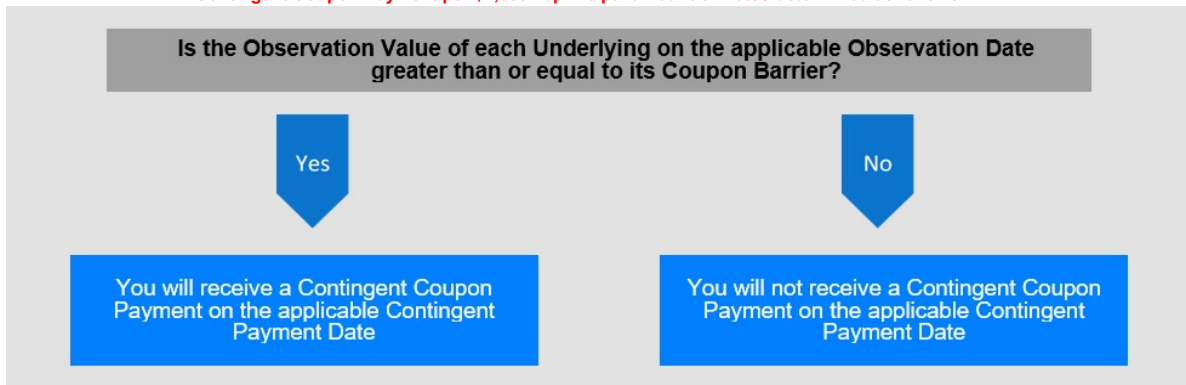 Is the Observation Value of each Underlying on the applicable Observation Date
greater than or equal to its Coupon Barrier?
Yes
No
You will receive a Contingent Coupon
Payment on the applicable Contingent
Payment Date
You will not receive a Contingent Coupon
Payment on the applicable Contingent
Payment Date